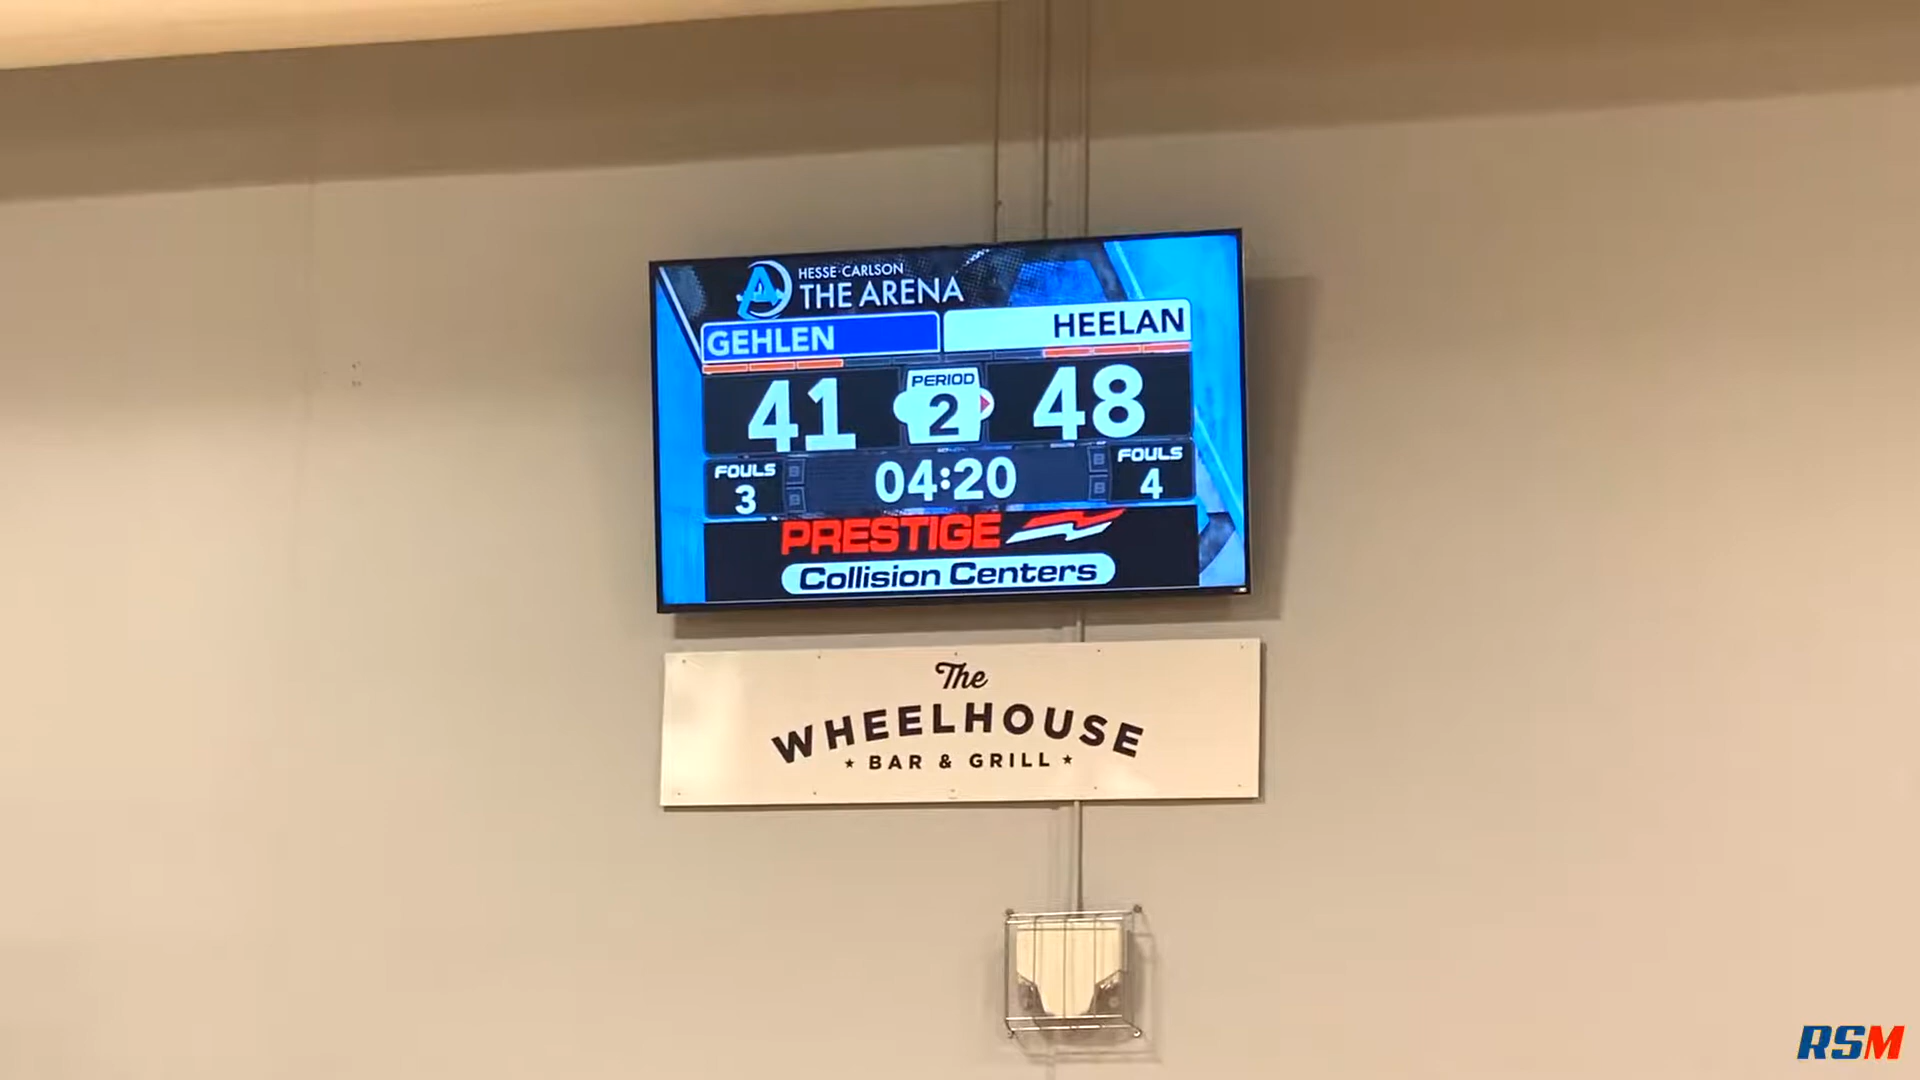 HESSE·CARLSON
THE ARENA
GEHLEN
HEELAN
41
PERIOD
2
48
FOULS
3
B
B
04:20
B
B
FOULS
4
PRESTIGE
Collision Centers
The
WHEELHOUSE
★ BAR & GRILL ★
RSM